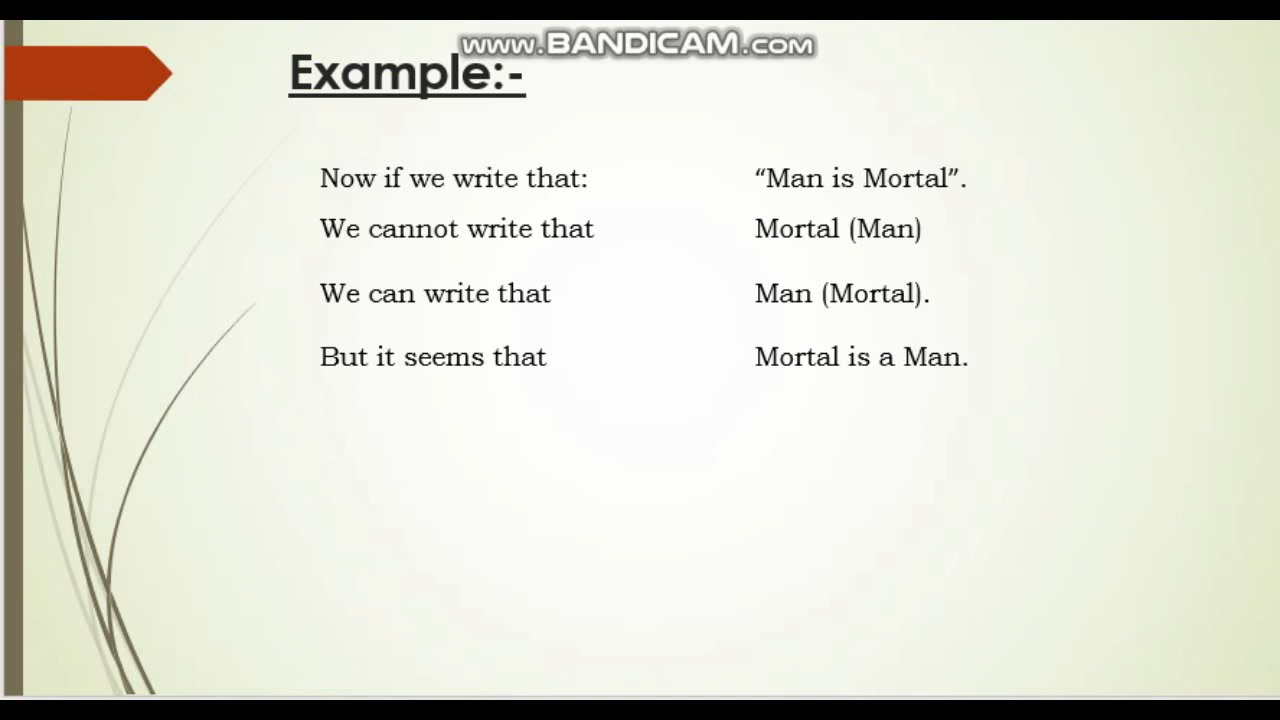 www.BANDICAM.com
Example:-
Now if we write that: “Man is Mortal”.
We cannot write that Mortal (Man)
We can write that Man (Mortal).
But it seems that Mortal is a Man.